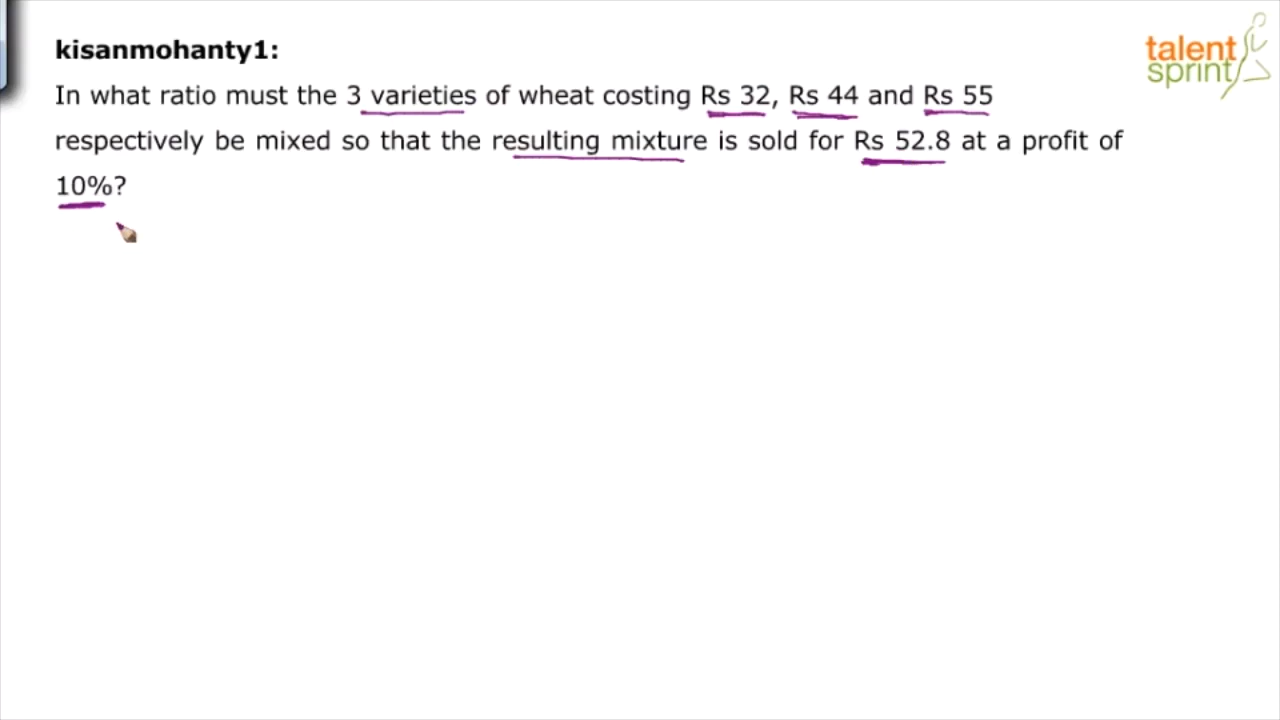 kisanmohanty1:
talent
sprint
In what ratio must the 3 varieties of wheat costing Rs 32, Rs 44 and Rs 55
respectively be mixed so that the resulting mixture is sold for Rs 52.8 at a profit of
10%?